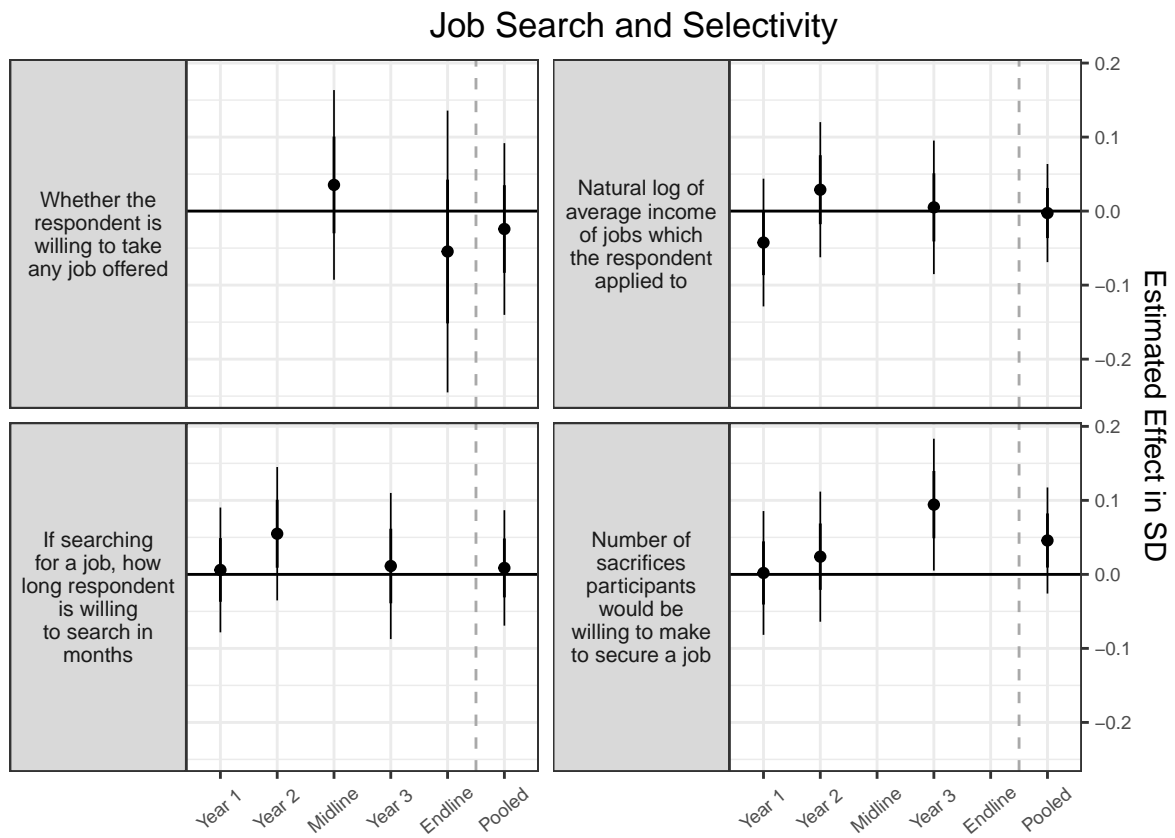 Job Search and Selectivity
Whether the
respondent is
willing to take
any job offered
Natural log of
average income
of jobs which
the respondent
applied to
0.2
0.1
0.0
−0.1
−0.2
If searching
for a job, how
long respondent
is willing
to search in
months
Number of
sacrifices
participants
would be
willing to make
to secure a job
0.2
0.1
0.0
−0.1
−0.2
Estimated Effect in SD
Year 1
Year 2
Midline
Year 3
Endline
Pooled
Year 1
Year 2
Midline
Year 3
Endline
Pooled